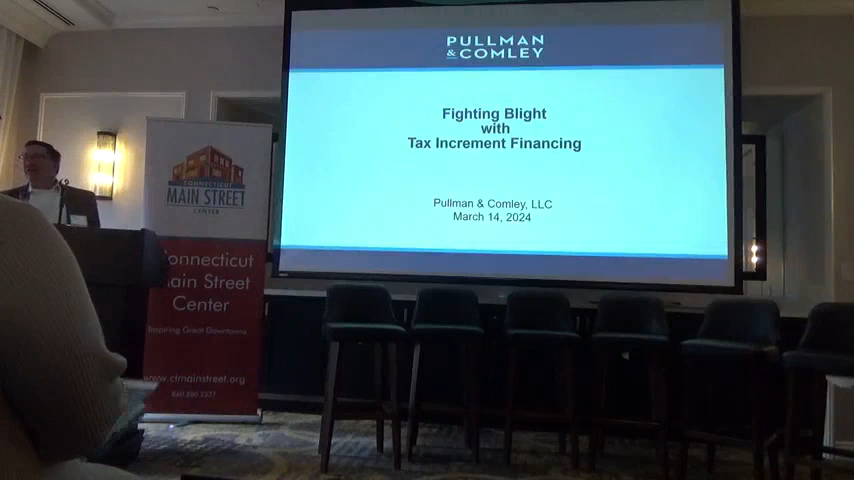 PULLMAN
& COMLEY
Fighting Blight
with
Tax Increment Financing
Pullman & Comley, LLC
March 14, 2024
CONNECTICUT
MAIN STREET
CENTER
Connecticut
Main Street
Center
Inspiring Great Downtowns
www.ctmainstreet.org